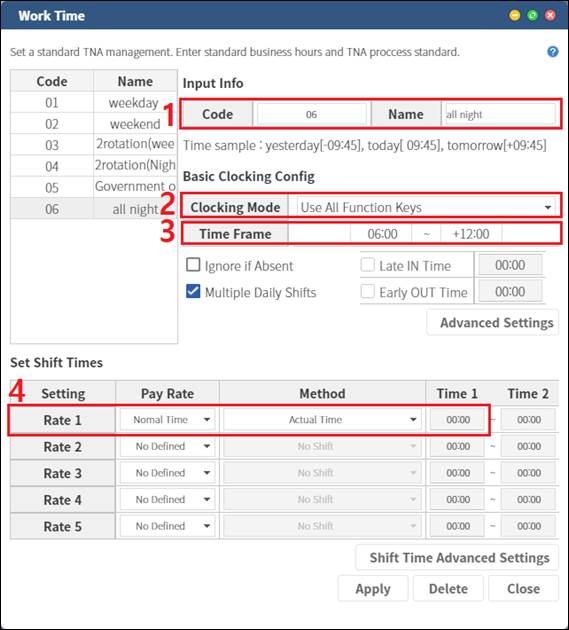 Work Time
Set a standard TNA management. Enter standard business hours and TNA proccess standard.
Code Name
01 weekday
02 weekend
03 2rotation(wee
04 2rotation(Nigh
05 Government o
06 all night
Input Info
1 Code 06 Name all night
Time sample : yesterday[-09:45], today[ 09:45], tomorrow[+09:45]
Basic Clocking Config
2 Clocking Mode Use All Function Keys
3 Time Frame 06:00 ~ +12:00
Ignore if Absent Late IN Time 00:00
Multiple Daily Shifts Early OUT Time 00:00
Advanced Settings
Set Shift Times
4 Setting Pay Rate Method Time 1 Time 2
Rate 1 Nomal Time Actual Time 00:00 ~ 00:00
Rate 2 No Defined No Shift 00:00 ~ 00:00
Rate 3 No Defined No Shift 00:00 ~ 00:00
Rate 4 No Defined No Shift 00:00 ~ 00:00
Rate 5 No Defined No Shift 00:00 ~ 00:00
Shift Time Advanced Settings
Apply Delete Close